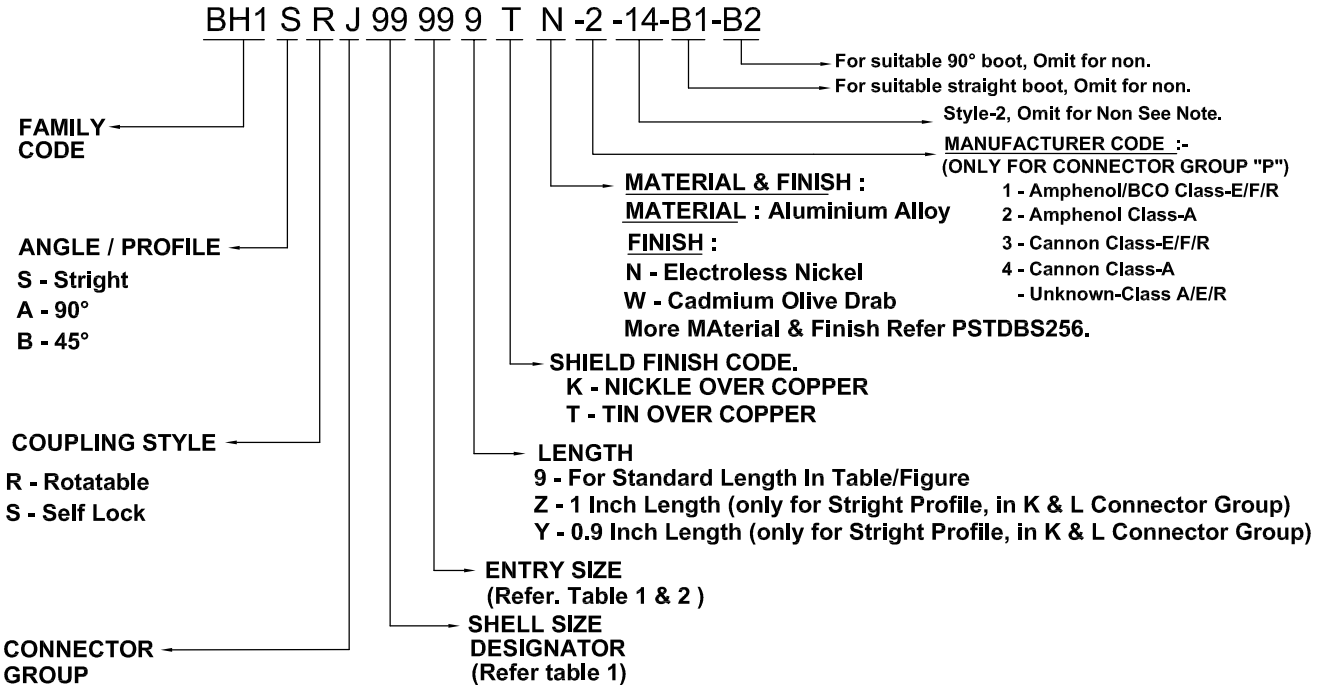 BH1 S R J 99 99 9 T N -2 -14-B1-B2
For suitable 90° boot, Omit for non.
For suitable straight boot, Omit for non.
Style-2, Omit for Non See Note.
MANUFACTURER CODE :-
(ONLY FOR CONNECTOR GROUP "P")
1 - Amphenol/BCO Class-E/F/R
2 - Amphenol Class-A
3 - Cannon Class-E/F/R
4 - Cannon Class-A
- Unknown-Class A/E/R
MATERIAL & FINISH :
MATERIAL : Aluminium Alloy
FINISH :
N - Electroless Nickel
W - Cadmium Olive Drab
More MAterial & Finish Refer PSTDBS256.
SHIELD FINISH CODE.
K - NICKLE OVER COPPER
T - TIN OVER COPPER
LENGTH
9 - For Standard Length In Table/Figure
Z - 1 Inch Length (only for Stright Profile, in K & L Connector Group)
Y - 0.9 Inch Length (only for Stright Profile, in K & L Connector Group)
ENTRY SIZE
(Refer. Table 1 & 2 )
SHELL SIZE
DESIGNATOR
(Refer table 1)
FAMILY
CODE
ANGLE / PROFILE
S - Stright
A - 90°
B - 45°
COUPLING STYLE
R - Rotatable
S - Self Lock
CONNECTOR
GROUP